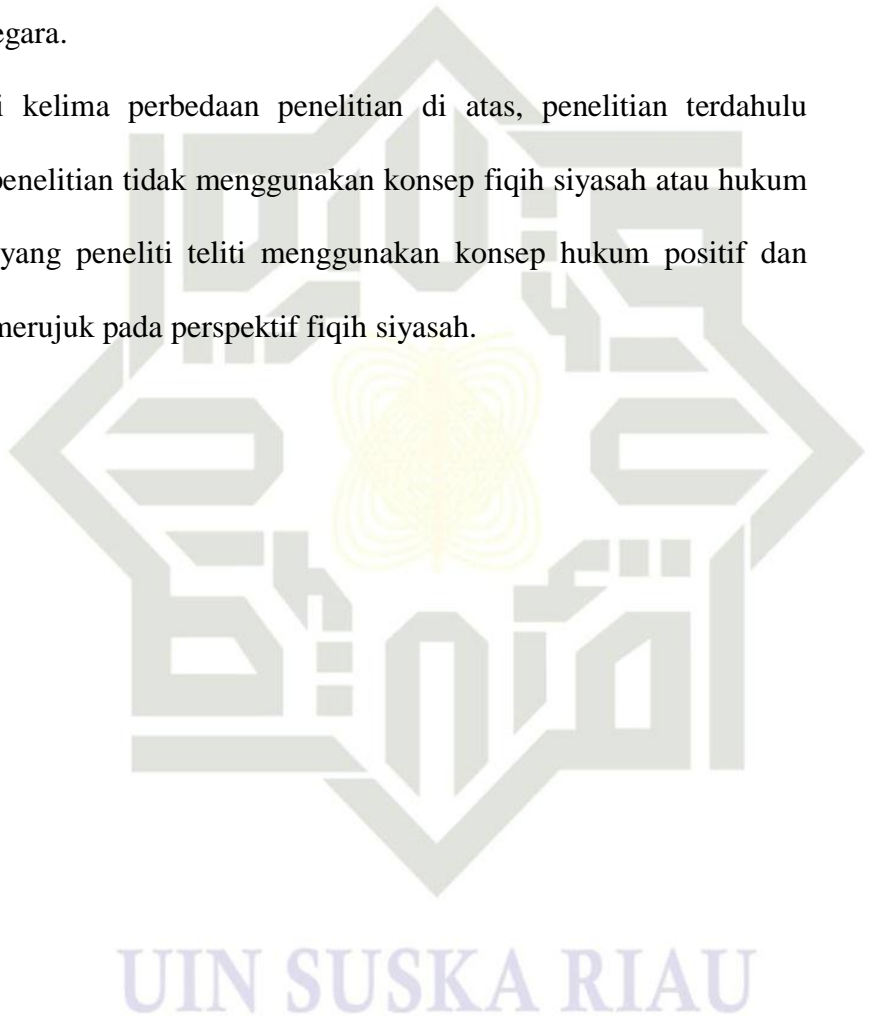 egara.
i kelima perbedaan penelitian di atas, penelitian terdahulu
penelitian tidak menggunakan konsep fiqih siyasah atau hukum
yang peneliti teliti menggunakan konsep hukum positif dan
merujuk pada perspektif fiqih siyasah.
UIN SUSKA RIAU